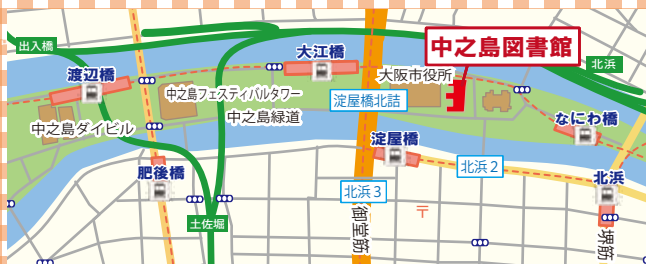 出入橋
渡辺橋
大江橋
中之島図書館
北浜
大阪市役所
中之島フェスティバルタワー
淀屋橋北詰
中之島ダイビル
中之島緑道
なにわ橋
淀屋橋
肥後橋
北浜2
北浜
北浜3
土佐堀
〒
御堂筋
堺筋